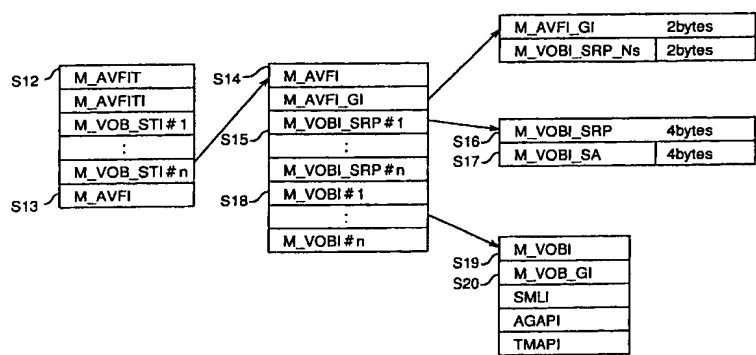 S12
M_AVFIT
M_AVFITI
M_VOB_STI#1
:
M_VOB_STI#n
S13
M_AVFI
S14
M_AVFI
M_AVFI_GI
S15
M_VOBI_SRP#1
:
M_VOBI_SRP#n
S18
M_VOBI#1
:
M_VOBI#n
M_AVFI_GI 2bytes
M_VOBI_SRP_Ns 2bytes
S16
M_VOBI_SRP 4bytes
S17
M_VOBI_SA 4bytes
S19
M_VOBI
S20
M_VOB_GI
SMLI
AGAPI
TMAPI